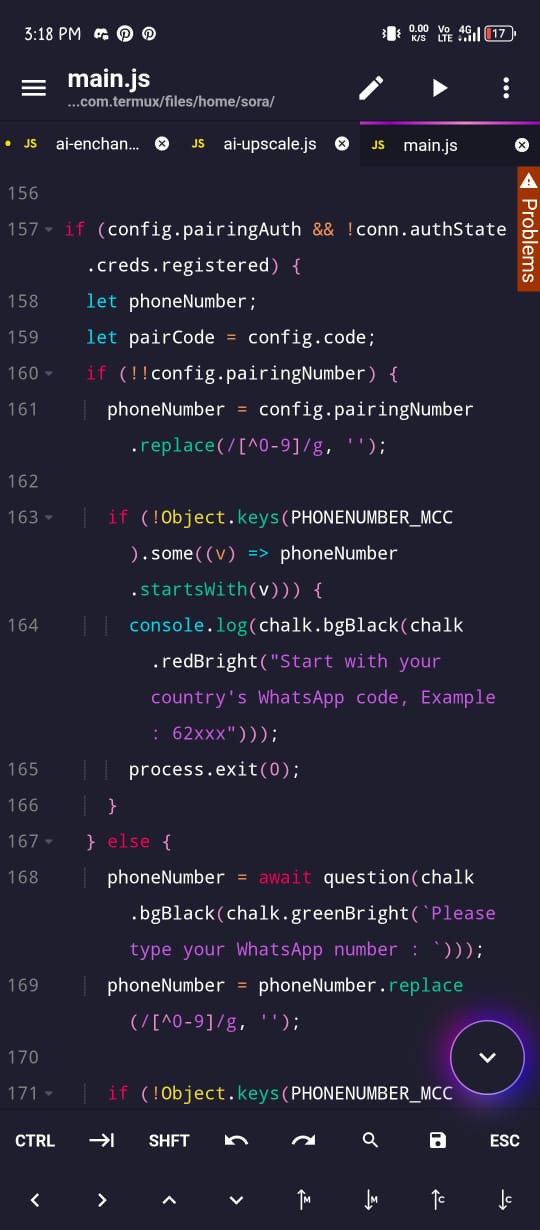 3:18 PM
0.00
K/S
Vo
LTE
4G
17
main.js
...com.termux/files/home/sora/
JS ai-enchan...
JS ai-upscale.js
JS main.js
Problems
156
157 if (config.pairingAuth && !conn.authState
.creds.registered) {
158 let phoneNumber;
159 let pairCode = config.code;
160 if (!!config.pairingNumber) {
161 phoneNumber = config.pairingNumber
.replace(/[^0-9]/g, '');
162
163 if (!Object.keys(PHONENUMBER_MCC
).some((v) => phoneNumber
.startsWith(v))) {
164 console.log(chalk.bgBlack(chalk
.redBright("Start with your
country's WhatsApp code, Example
: 62xxx")));
165 process.exit(0);
166 }
167 } else {
168 phoneNumber = await question(chalk
.bgBlack(chalk.greenBright(`Please
type your WhatsApp number : `)));
169 phoneNumber = phoneNumber.replace
(/[^0-9]/g, '');
170
171 if (!Object.keys(PHONENUMBER_MCC
CTRL SHFT ESC
M M C C